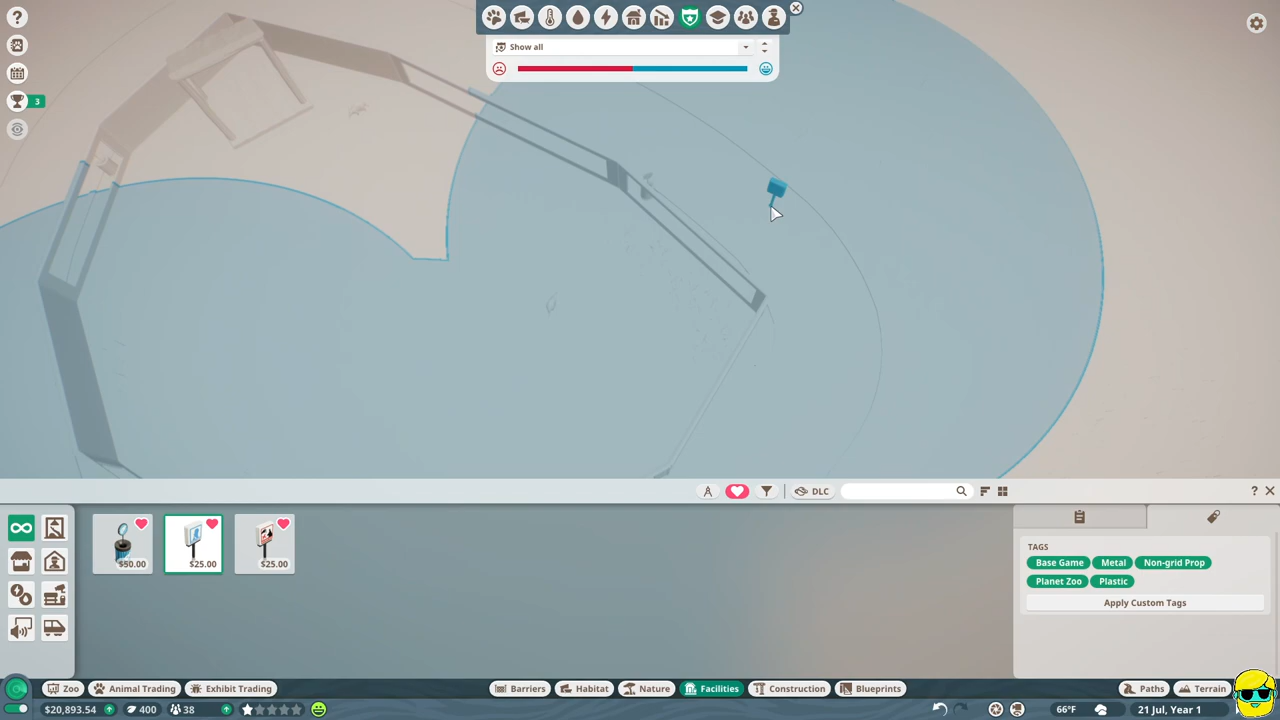 ?
Show all
3
DLC
?
$50.00
$25.00
$25.00
TAGS
Base Game
Metal
Non-grid Prop
Planet Zoo
Plastic
Apply Custom Tags
Zoo
Animal Trading
Exhibit Trading
Barriers
Habitat
Nature
Facilities
Construction
Blueprints
Paths
Terrain
$20,893.54
400
38
66°F
21 Jul, Year 1